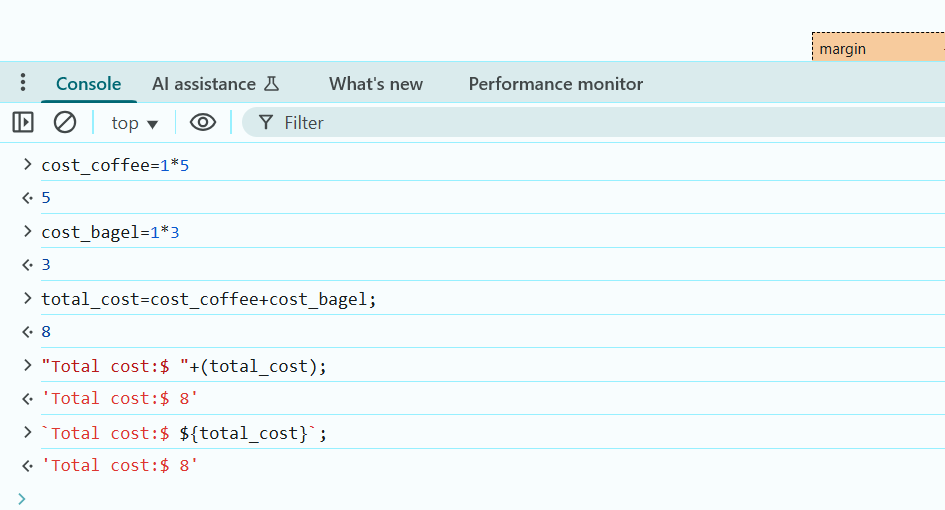 margin
Console AI assistance What's new Performance monitor
top Filter
> cost_coffee=1*5
5
> cost_bagel=1*3
3
> total_cost=cost_coffee+cost_bagel;
8
> "Total cost:$ "+(total_cost);
'Total cost:$ 8'
> `Total cost:$ ${total_cost}`;
'Total cost:$ 8'
>